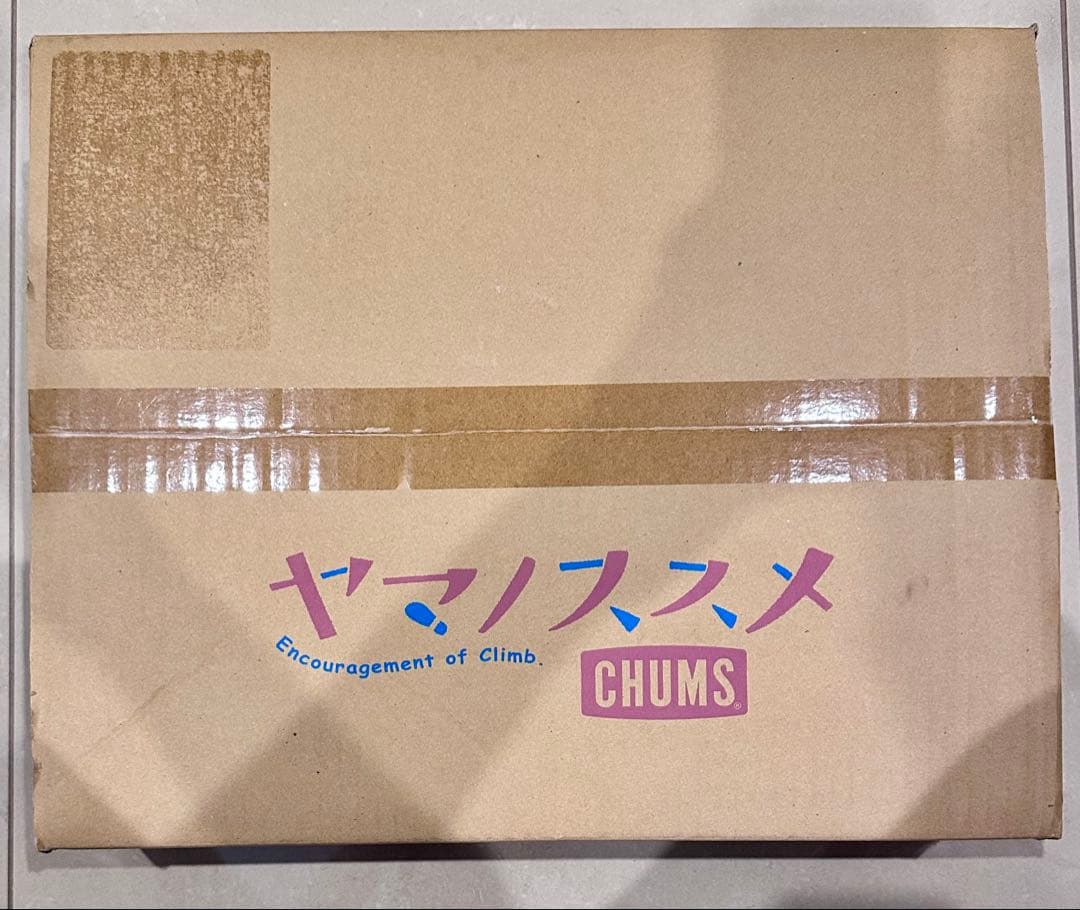 ヤマノススメ
Encouragement of Climb.
CHUMS®